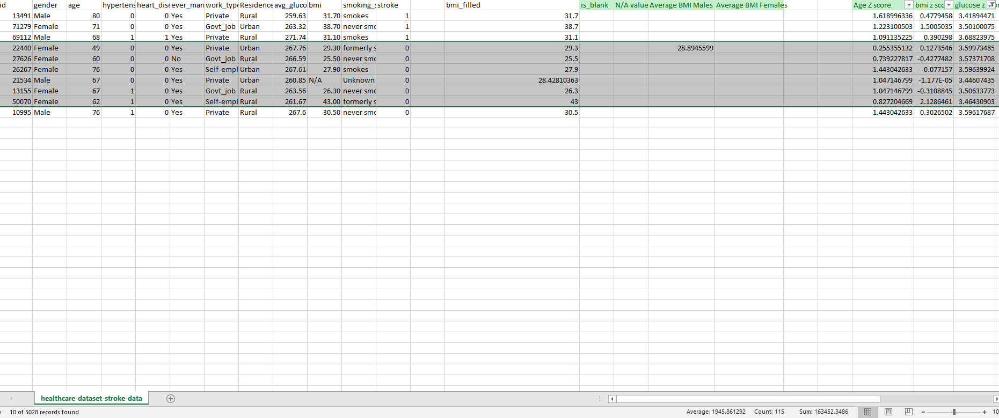 id gender age hypertens heart_dise ever_marr work_type Residence avg_gluco bmi smoking_s stroke bmi_filled is_blank N/A value Average BMI Males Average BMI Females Age Z score bmi z sco glucose z
13491 Male 80 0 0 Yes Private Rural 259.63 31.70 smokes 1 31.7 1.618996336 0.4779458 3.41894471
71279 Female 71 0 0 Yes Govt_job Urban 263.32 38.70 never smo 1 38.7 1.223100503 1.5005035 3.50100075
69112 Male 68 1 1 Yes Private Rural 271.74 31.10 smokes 1 31.1 1.091135225 0.390298 3.68823975
22440 Female 49 0 0 Yes Private Urban 267.76 29.30 formerly s 0 29.3 28.8945599 0.255355132 0.1273546 3.59973485
27626 Female 60 0 0 No Govt_job Rural 266.59 25.50 never smo 0 25.5 0.739227817 -0.4277482 3.57371708
26267 Female 76 0 0 Yes Self-empl Urban 267.61 27.90 smokes 0 27.9 1.443042633 -0.077157 3.59639924
21534 Male 67 0 0 Yes Private Urban 260.85 N/A Unknown 0 28.42810363 1.047146799 -1.177E-05 3.44607435
13155 Female 67 1 0 Yes Govt_job Rural 263.56 26.30 never smo 0 26.3 1.047146799 -0.3108845 3.50633773
50070 Female 62 1 0 Yes Self-empl Rural 261.67 43.00 formerly s 0 43 0.827204669 2.1286461 3.46430903
10995 Male 76 1 0 Yes Private Rural 267.6 30.50 never smo 0 30.5 1.443042633 0.3026502 3.59617687
healthcare-dataset-stroke-data
10 of 5028 records found Average: 1945.861292 Count: 115 Sum: 163452.3486 10